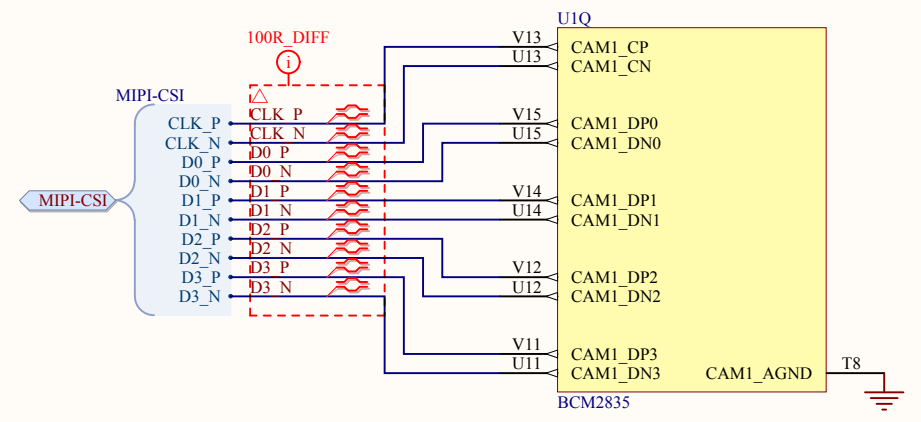 U1Q
100R_DIFF
i
MIPI-CSI
MIPI-CSI
CLK_P
CLK_N
D0_P
D0_N
D1_P
D1_N
D2_P
D2_N
D3_P
D3_N
CLK_P
CLK_N
D0_P
D0_N
D1_P
D1_N
D2_P
D2_N
D3_P
D3_N
V13
U13
V15
U15
V14
U14
V12
U12
V11
U11
CAM1_CP
CAM1_CN
CAM1_DP0
CAM1_DN0
CAM1_DP1
CAM1_DN1
CAM1_DP2
CAM1_DN2
CAM1_DP3
CAM1_DN3
CAM1_AGND
T8
BCM2835